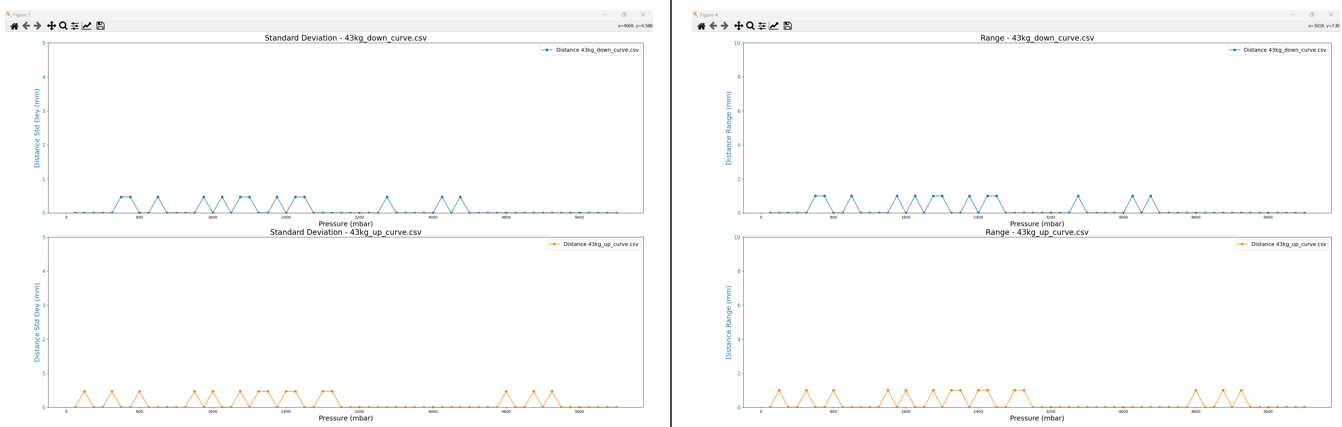 Figure 1
x=4069, y=4.588
Standard Deviation - 43kg_down_curve.csv
Distance 43kg_down_curve.csv
Distance Std Dev (mm)
5
4
3
2
1
0
0 800 1600 2400 3200 4000 4800 5600
Pressure (mbar)
Standard Deviation - 43kg_up_curve.csv
Distance 43kg_up_curve.csv
Distance Std Dev (mm)
5
4
3
2
1
0
0 800 1600 2400 3200 4000 4800 5600
Pressure (mbar)
Figure 4
Range - 43kg_down_curve.csv
Distance 43kg_down_curve.csv
Distance Range (mm)
10
8
6
4
2
0
0 800 1600 2400 3200 4000 4800 5600
Pressure (mbar)
Range - 43kg_up_curve.csv
Distance 43kg_up_curve.csv
Distance Range (mm)
10
8
6
4
2
0
0 800 1600 2400 3200 4000 4800 5600
Pressure (mbar)